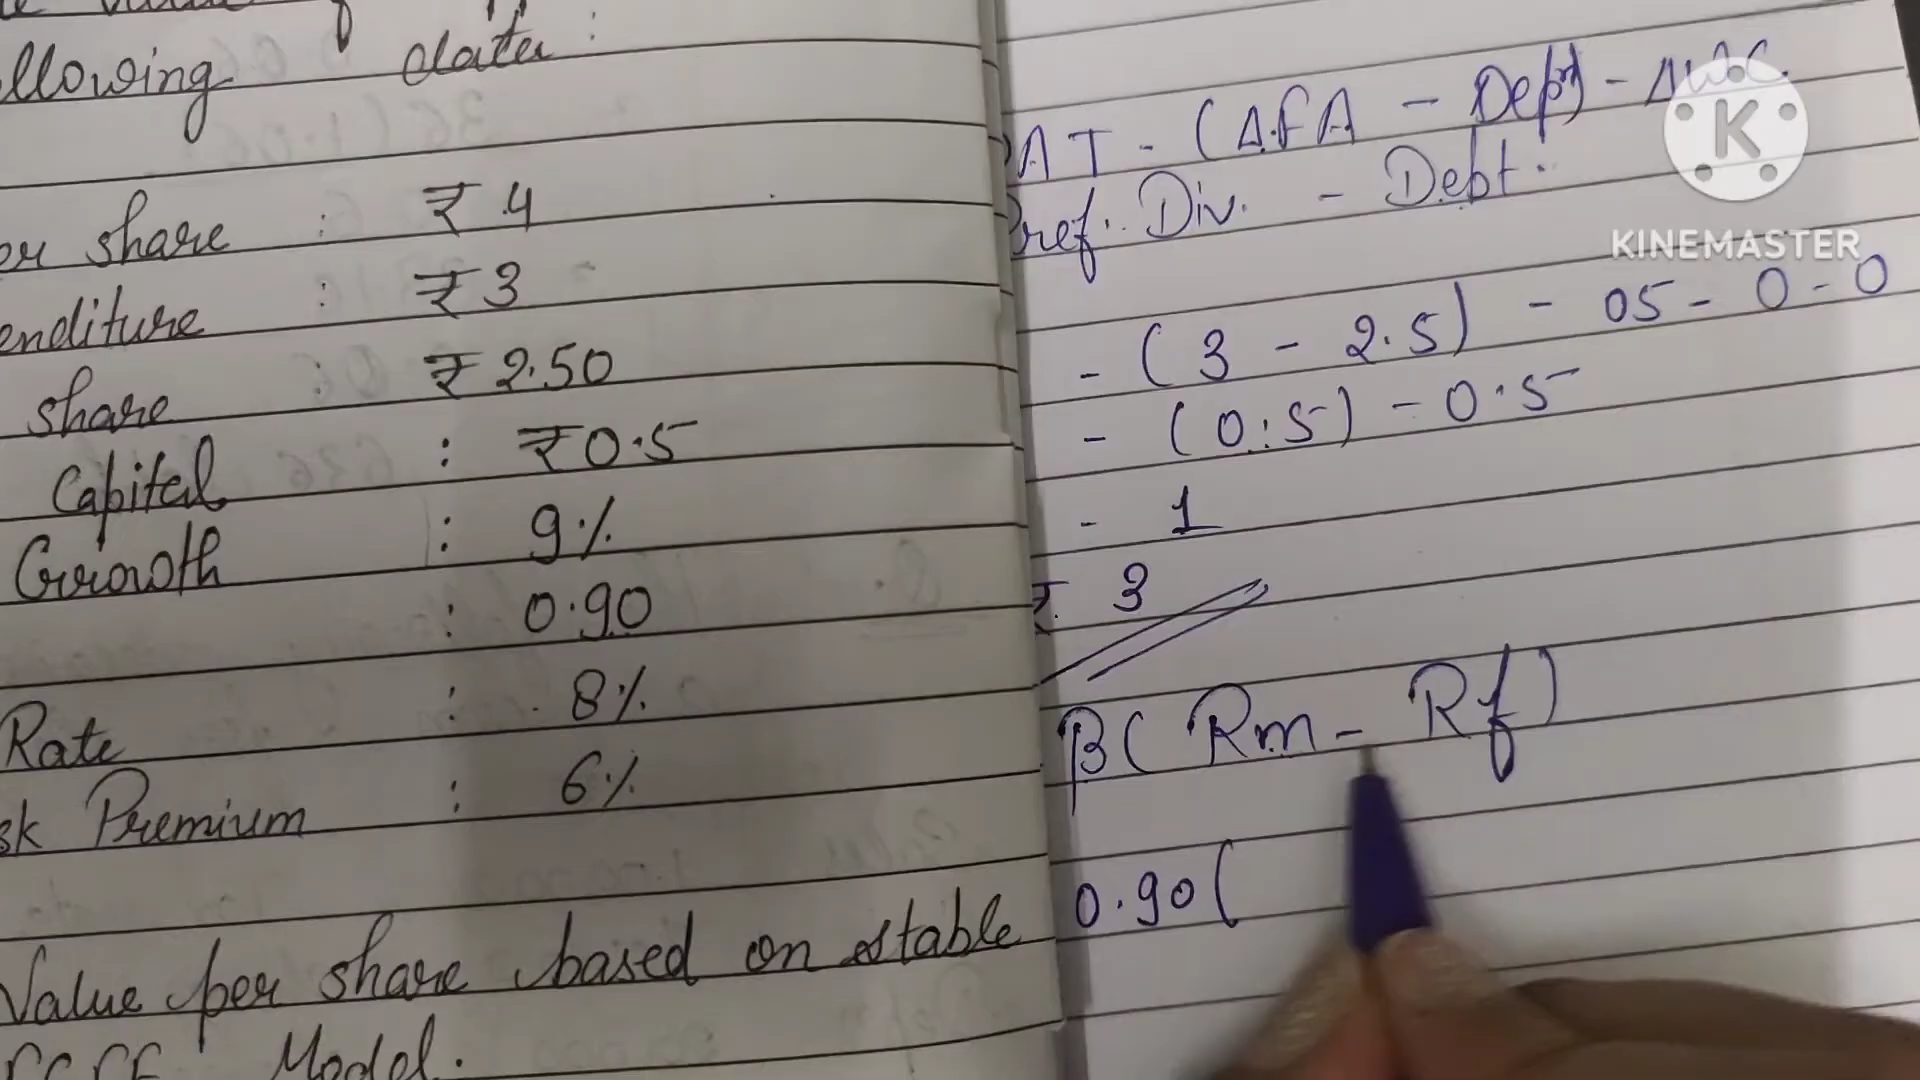 llowing data:
er share : ₹ 4
enditure : ₹ 3
share ₹ 2.50
Capital : ₹ 0.5
Growth : 9%
: 0.90
Rate : 8%
sk Premium : 6%
Value per share based on stable
FCFE Model.
AT - (ΔFA - Dep) -
Pref. Div. - Debt.
- (3 - 2.5) - 05 - 0 - 0
- (0.5) - 0.5
- 1
₹ 3
β( Rm - Rf)
0.90(
K
KINEMASTER